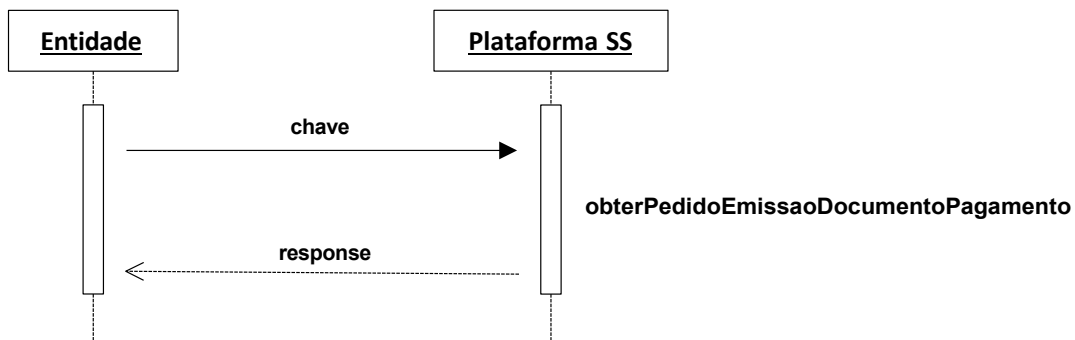 Entidade
Plataforma SS
chave
obterPedidoEmissaoDocumentoPagamento
response